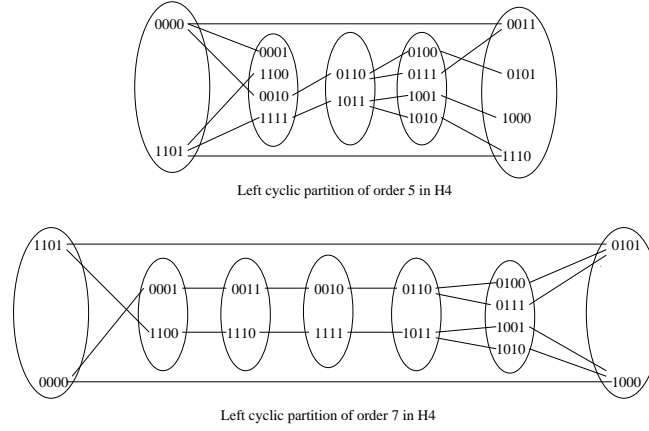 0000 0011
0001 0100
1100 0110 0111 0101
0010
1011 1001
1111 1010 1000
1101 1110
Left cyclic partition of order 5 in H4
1101 0101
0001 0011 0010 0110 0100
0111
1100 1110 1111 1011 1001
1010
0000 1000
Left cyclic partition of order 7 in H4